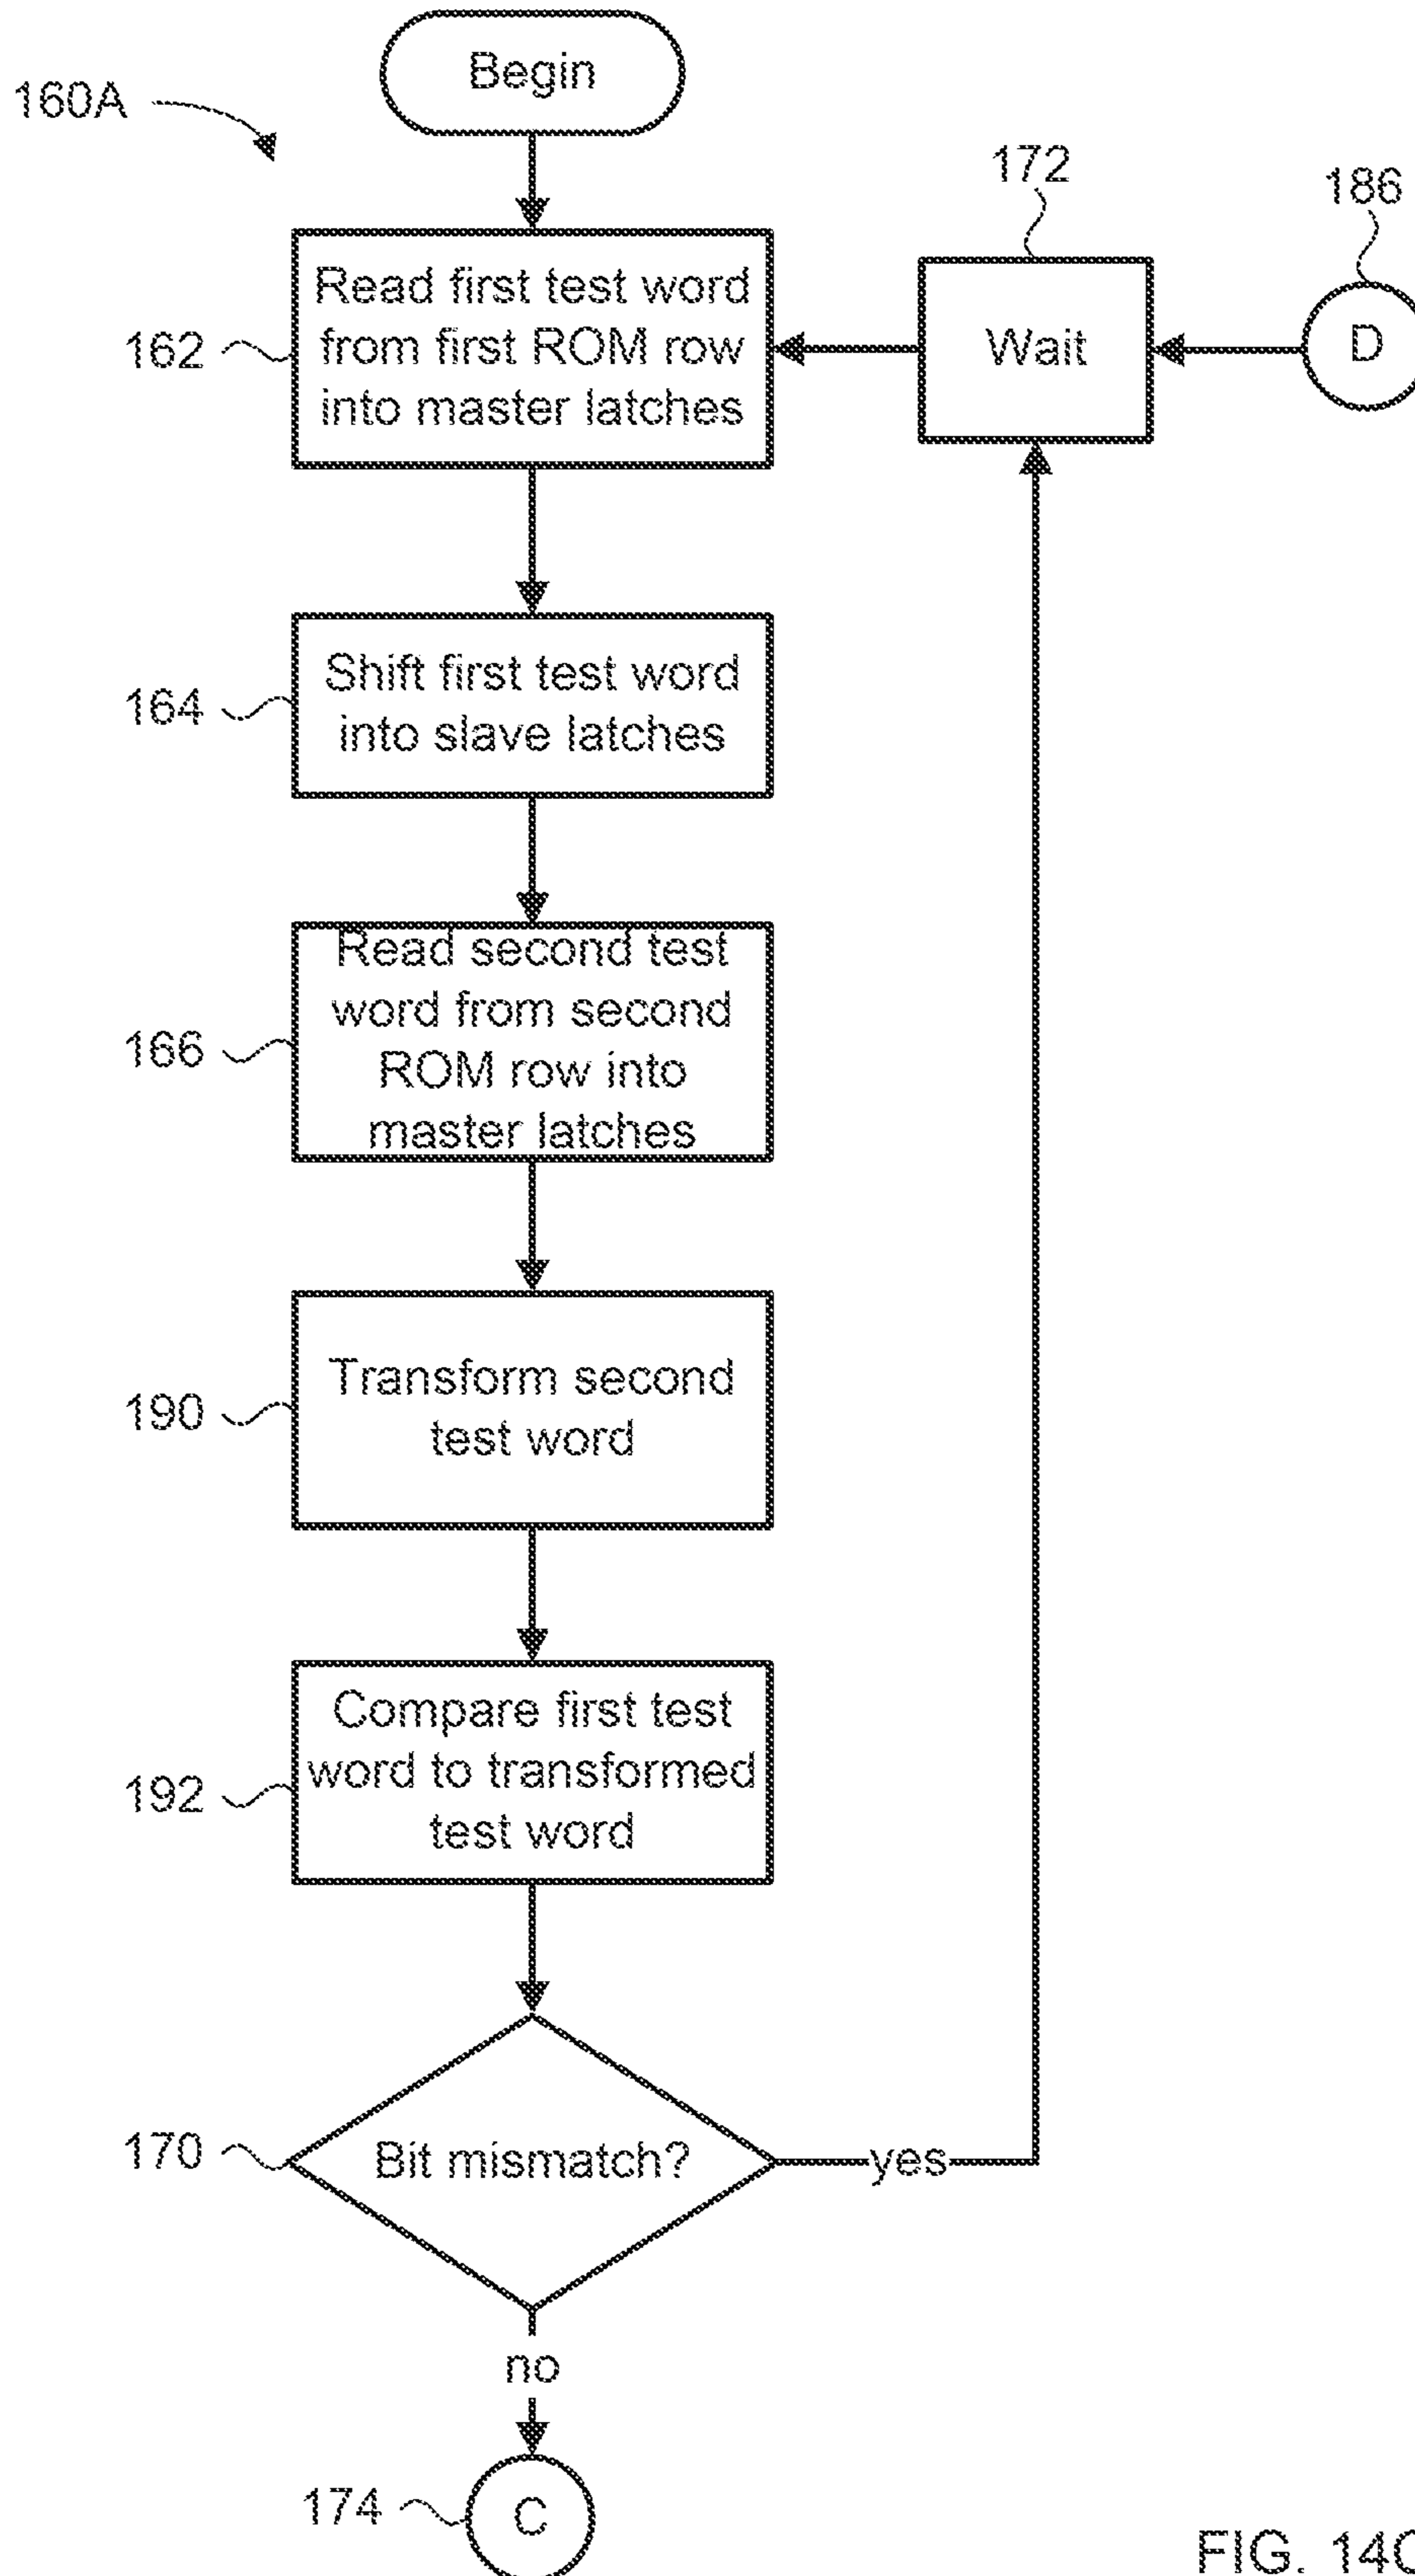 Begin
160A
172
186
Read first test word
from first ROM row
into master latches
162
Wait
D
Shift first test word
into slave latches
164
Read second test
word from second
ROM row into
master latches
166
Transform second
test word
190
Compare first test
word to transformed
test word
192
Bit mismatch?
170
yes
no
C
174
FIG. 14C